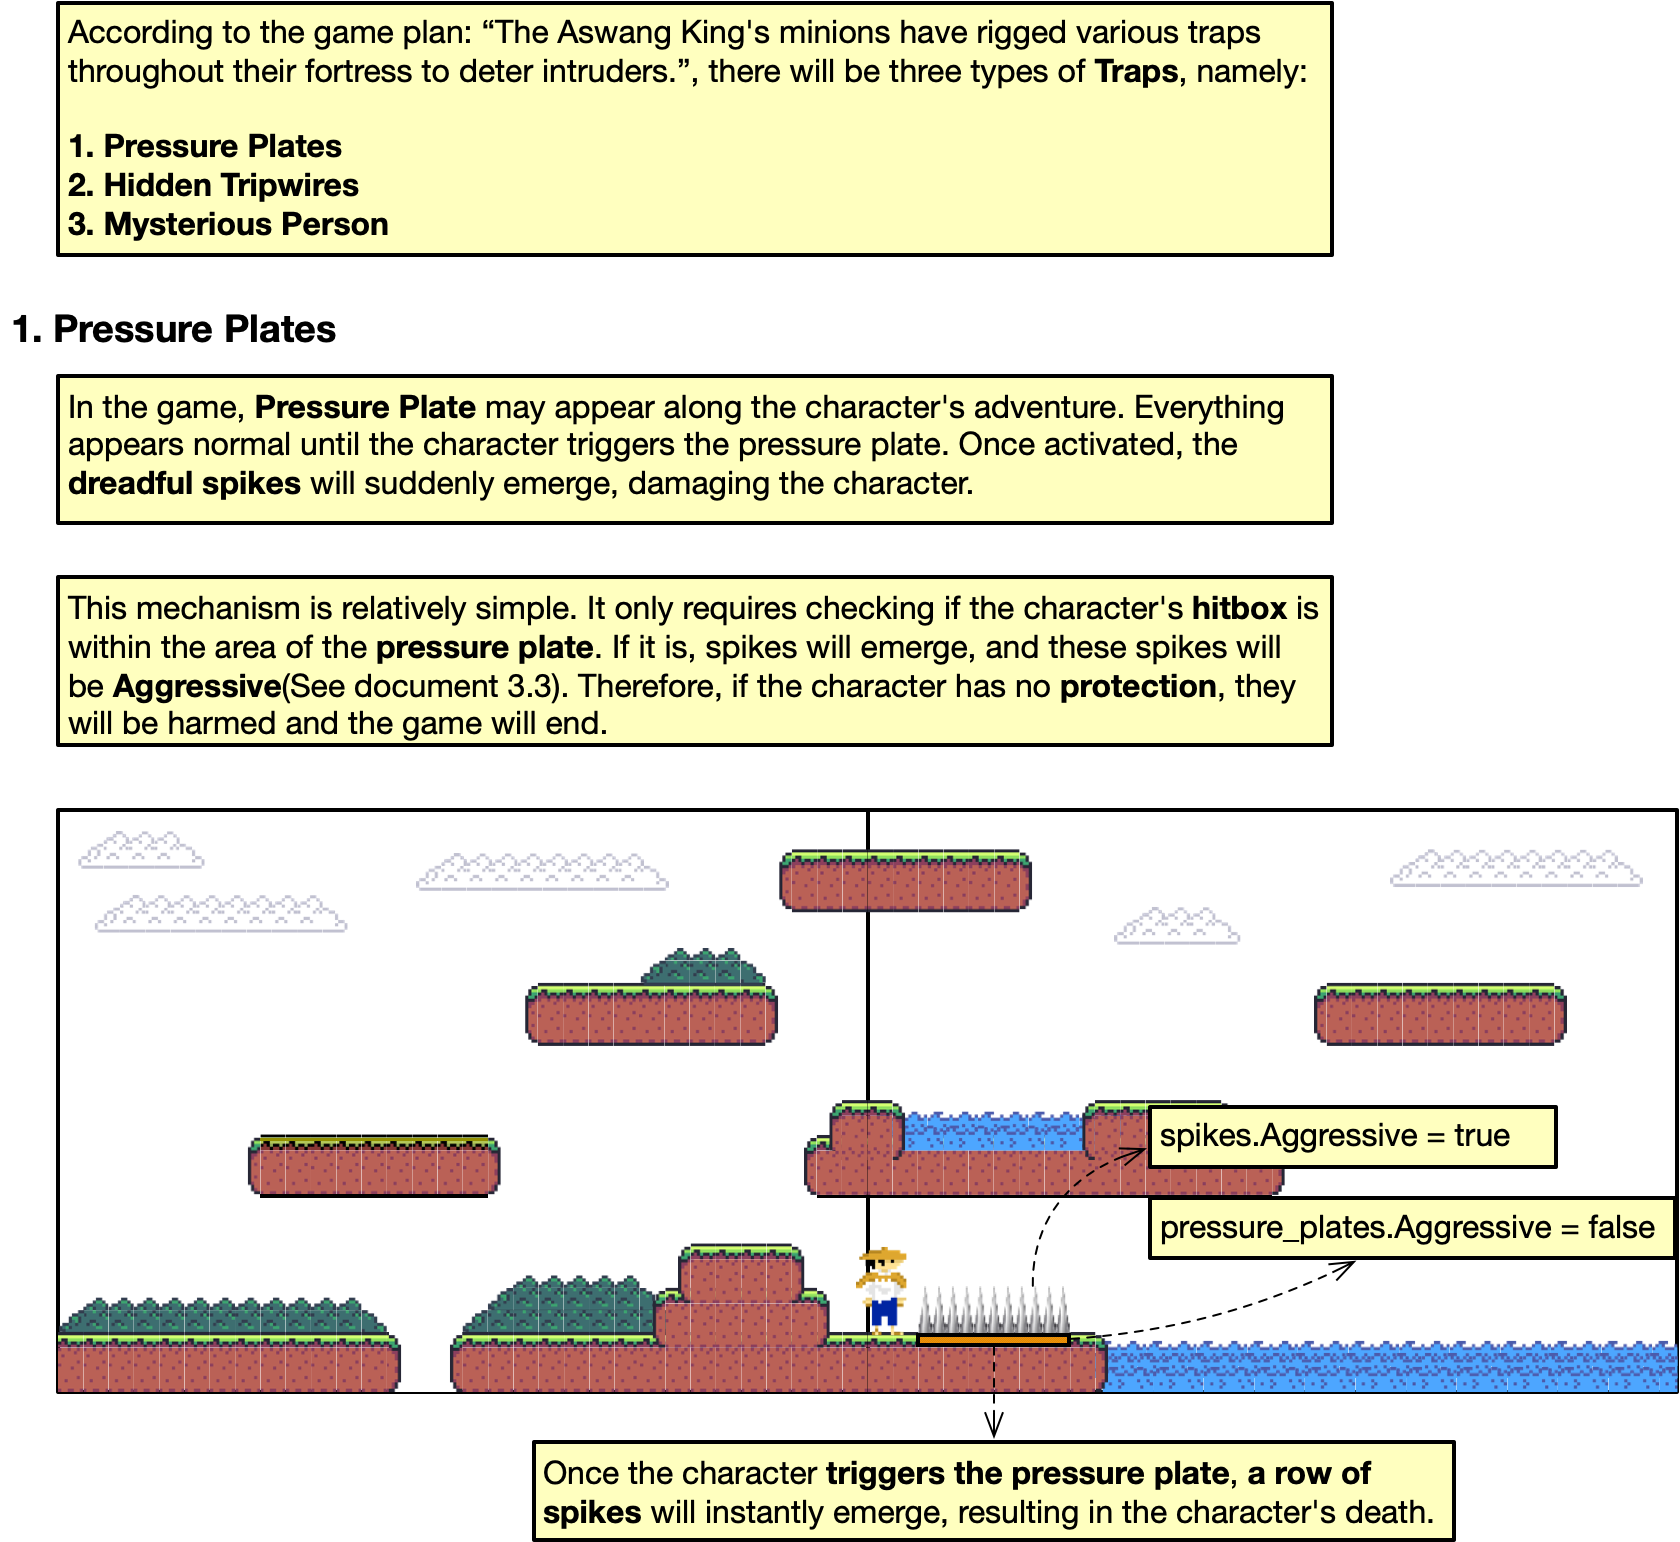 According to the game plan: “The Aswang King's minions have rigged various traps
throughout their fortress to deter intruders.”, there will be three types of Traps, namely:
1. Pressure Plates
2. Hidden Tripwires
3. Mysterious Person
1. Pressure Plates
In the game, Pressure Plate may appear along the character's adventure. Everything
appears normal until the character triggers the pressure plate. Once activated, the
dreadful spikes will suddenly emerge, damaging the character.
This mechanism is relatively simple. It only requires checking if the character's hitbox is
within the area of the pressure plate. If it is, spikes will emerge, and these spikes will
be Aggressive(See document 3.3). Therefore, if the character has no protection, they
will be harmed and the game will end.
spikes.Aggressive = true
pressure_plates.Aggressive = false
Once the character triggers the pressure plate, a row of
spikes will instantly emerge, resulting in the character's death.